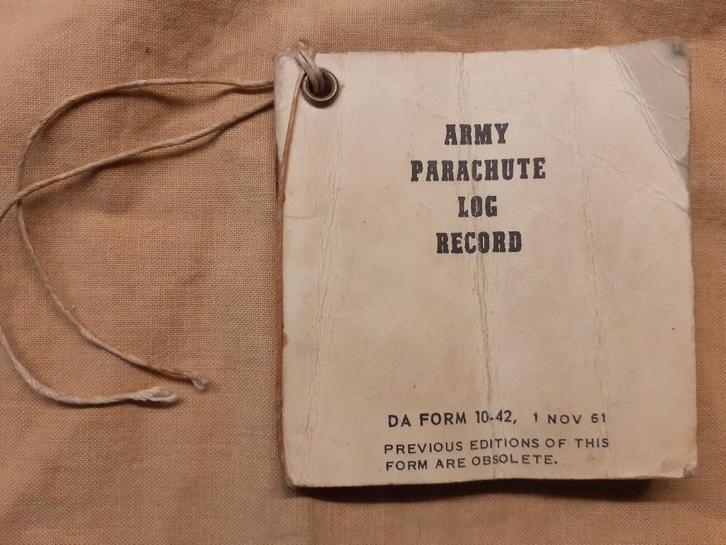 ARMY
PARACHUTE
LOG
RECORD
DA FORM 10-42, 1 NOV 61
PREVIOUS EDITIONS OF THIS
FORM ARE OBSOLETE.